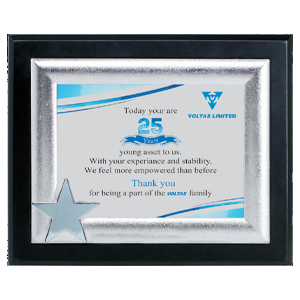 VOLTAS LIMITED
Today your are
25
Years
young asset to us.
With your experiance and stability,
We feel more empowered than before
Thank you
for being a part of the VOLTAS family